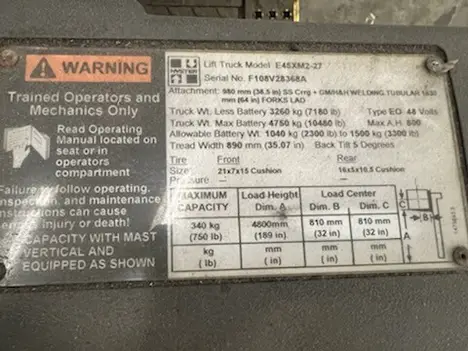 WARNING
Trained Operators and
Mechanics Only
Read Operating
Manual located on
seat or in
operators
compartment
Failure to follow operating,
inspection, and maintenance
instructions can cause
injury or death!
CAPACITY WITH MAST
VERTICAL AND
EQUIPPED AS SHOWN
HYSTER
Lift Truck Model E45XM2-27
Serial No. F108V28368A
Attachment: 980 mm (38.5 in) SS Crrg + GM/H&H WELDING TUBULAR 1630
mm (64 in) FORKS LAD
Truck Wt. Less Battery 3260 kg (7180 lb) Type EO 48 Volts
Truck Wt. Max Battery 4750 kg (10480 lb) Max A.H. 800
Allowable Battery Wt. 1040 kg (2300 lb) to 1500 kg (3300 lb)
Tread Width 890 mm (35.07 in) Back Tilt 5 Degrees
Tire Front Rear
Size: 21x7x15 Cushion 16x5x10.5 Cushion
Pressure: – –
MAXIMUM CAPACITY Load Height Dim. A Load Center Dim. B Dim. C
340 kg 4800mm 810 mm 810 mm
(750 lb) (189 in) (32 in) (32 in)
kg mm mm mm
( lb) ( in) ( in) ( in)
C
B
A